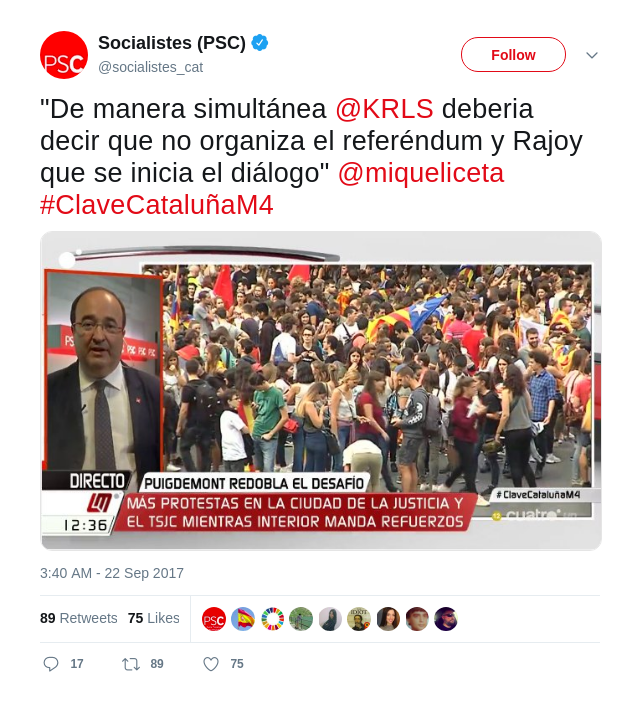 PSC
Socialistes (PSC)
@socialistes_cat
Follow
"De manera simultánea @KRLS deberia
decir que no organiza el referéndum y Rajoy
que se inicia el diálogo" @miqueliceta
#ClaveCataluñaM4
PSC PSC PSC
DIRECTO
PUIGDEMONT REDOBLA EL DESAFÍO
#ClaveCataluñaM4
MÁS PROTESTAS EN LA CIUDAD DE LA JUSTICIA Y
EL TSJC MIENTRAS INTERIOR MANDA REFUERZOS
12:36
cuatro
3:40 AM - 22 Sep 2017
89 Retweets 75 Likes
PSC
17 89 75